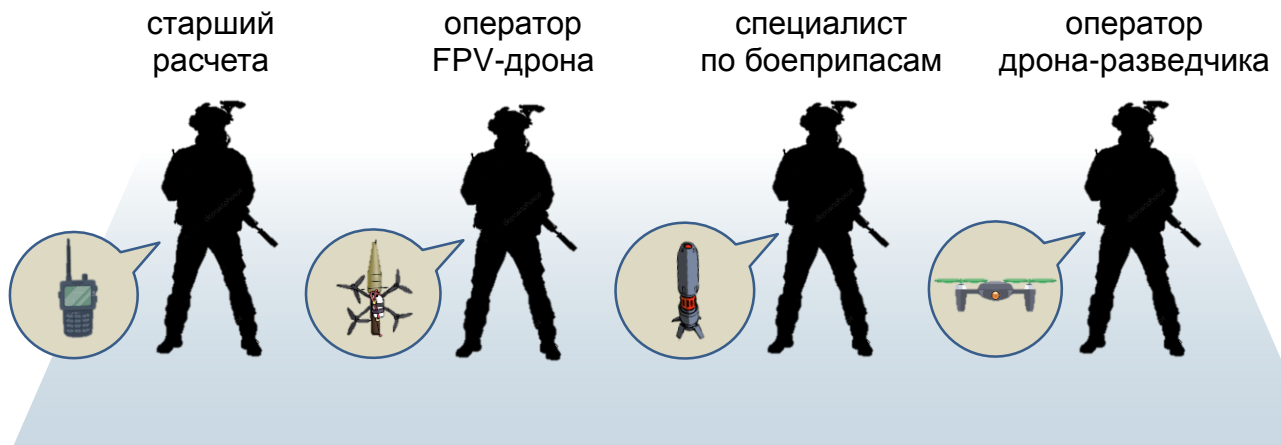 старший
расчета
оператор
FPV-дрона
специалист
по боеприпасам
оператор
дрона-разведчика